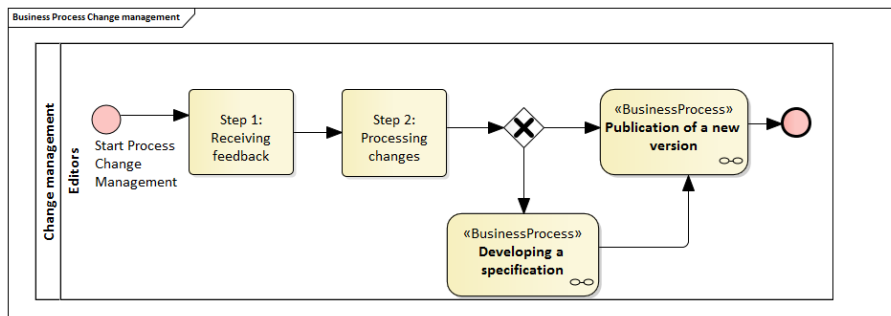 Business Process Change management
Change management
Editors
Start Process
Change
Management
Step 1:
Receiving
feedback
Step 2:
Processing
changes
«BusinessProcess»
Publication of a new
version
«BusinessProcess»
Developing a
specification